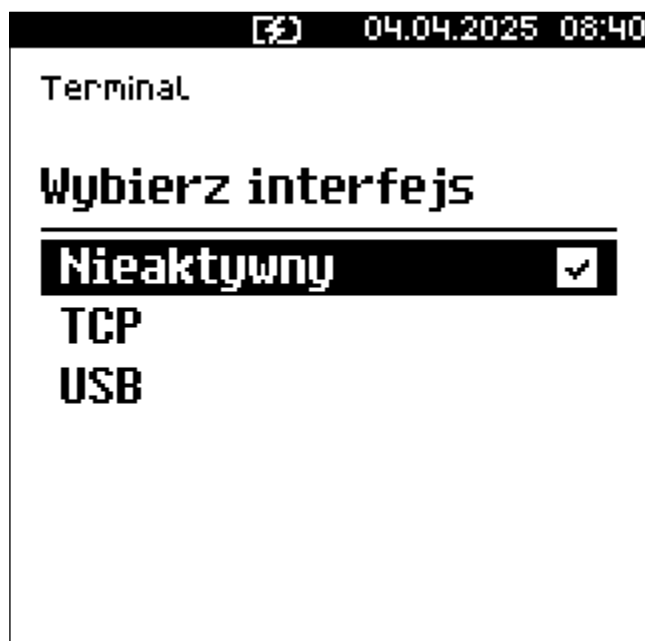 04.04.2025 08:40
Terminal
Wybierz interfejs
Nieaktywny
TCP
USB